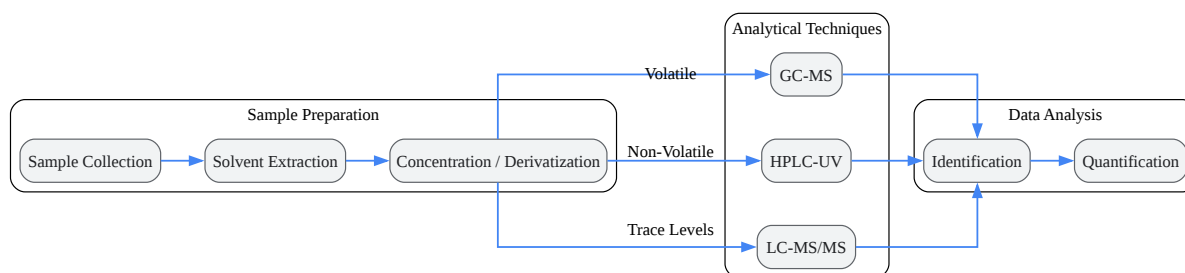 Analytical Techniques
Volatile
GC-MS
Sample Preparation
Data Analysis
Sample Collection
Solvent Extraction
Concentration / Derivatization
Non-Volatile
HPLC-UV
Identification
Quantification
Trace Levels
LC-MS/MS